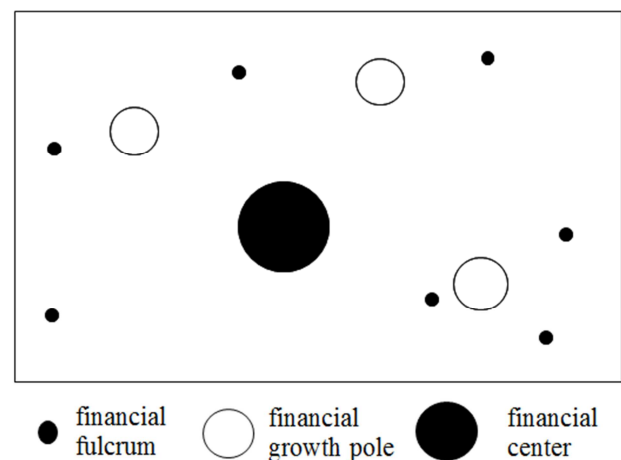 financial
fulcrum
financial
growth pole
financial
center